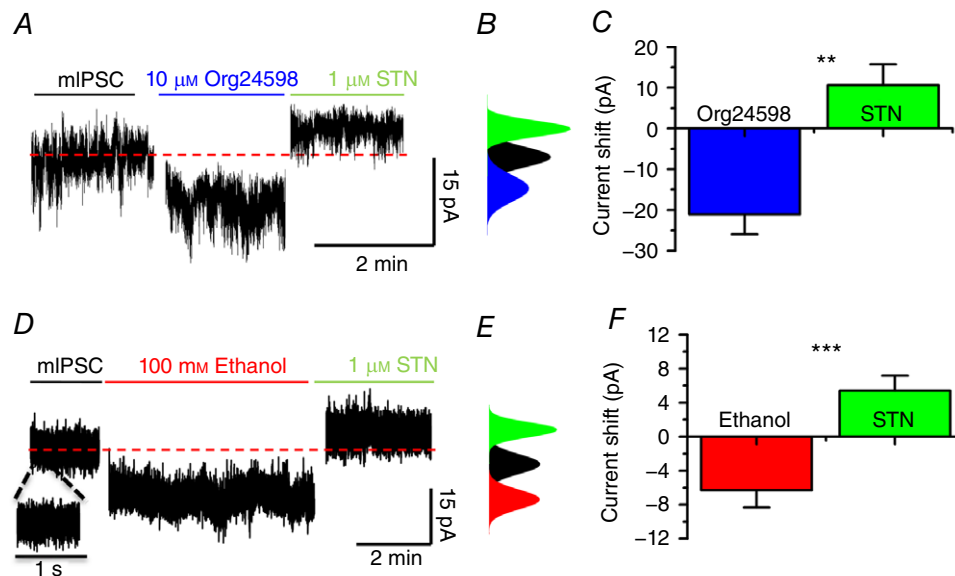 A
mIPSC
10 μM Org24598
1 μM STN
15 pA
2 min
B
C
Current shift (pA)
20
10
0
−10
−20
−30
Org24598
**
STN
D
mIPSC
100 mM Ethanol
1 μM STN
1 s
15 pA
2 min
E
F
Current shift (pA)
12
8
4
0
−4
−8
−12
Ethanol
***
STN